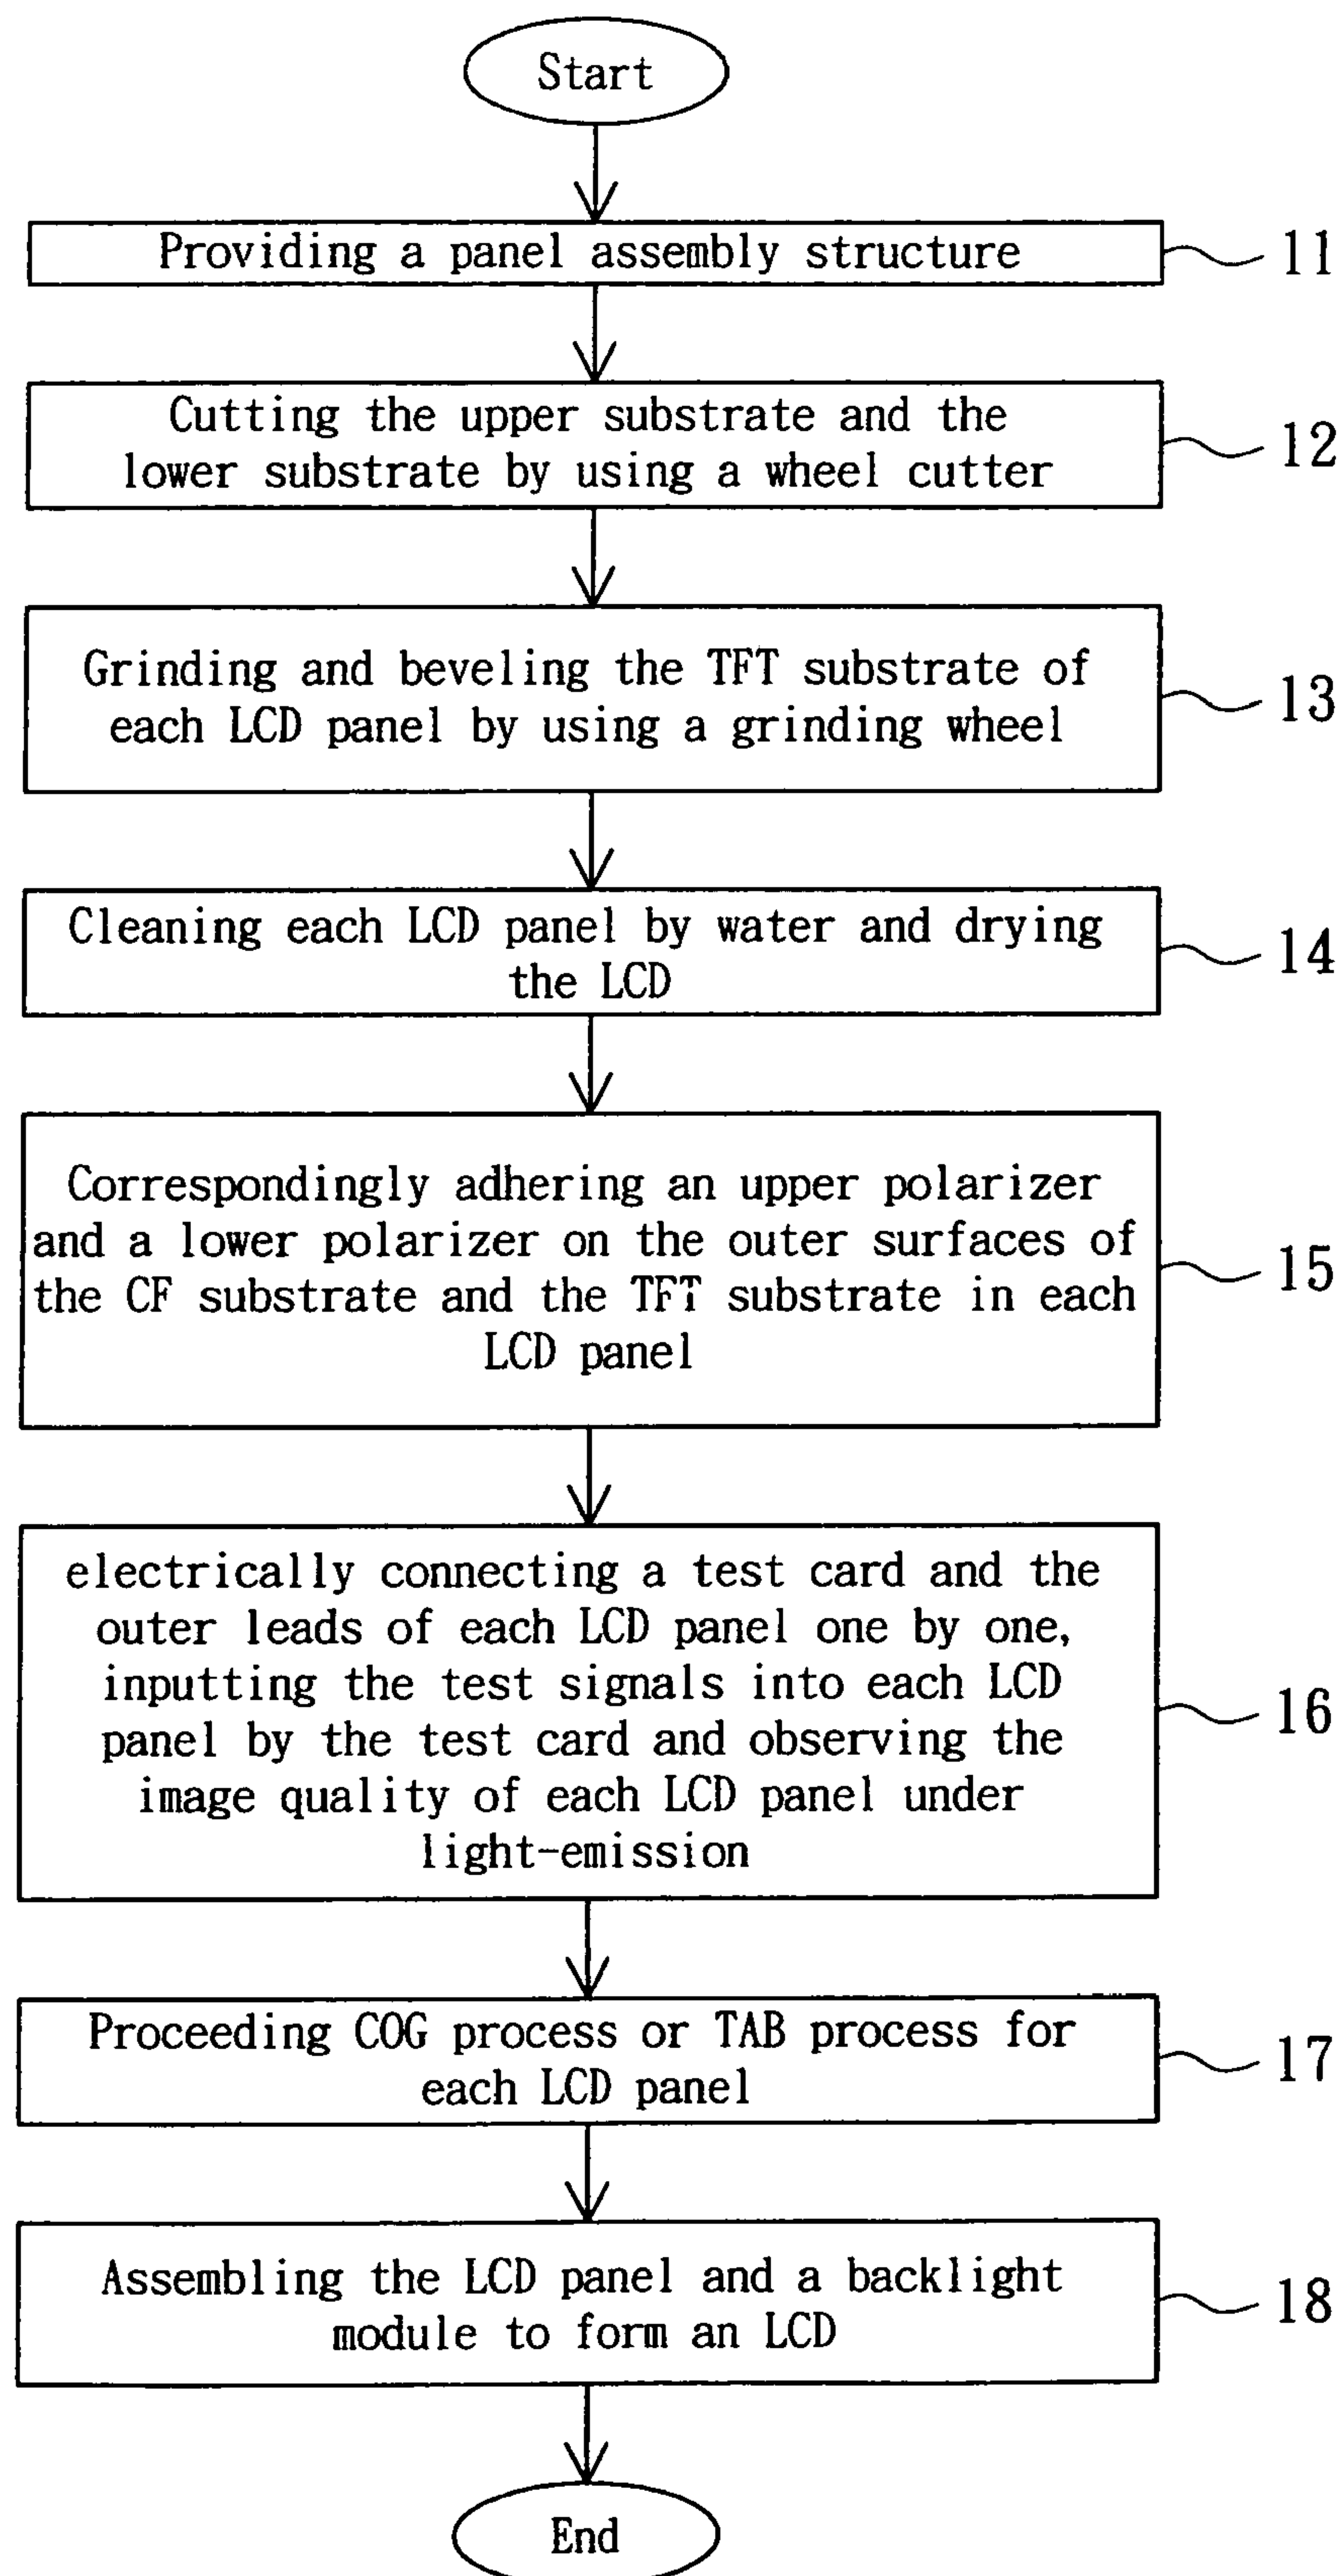 Start
Providing a panel assembly structure
11
Cutting the upper substrate and the
lower substrate by using a wheel cutter
12
Grinding and beveling the TFT substrate of
each LCD panel by using a grinding wheel
13
Cleaning each LCD panel by water and drying
the LCD
14
Correspondingly adhering an upper polarizer
and a lower polarizer on the outer surfaces of
the CF substrate and the TFT substrate in each
LCD panel
15
electrically connecting a test card and the
outer leads of each LCD panel one by one,
inputting the test signals into each LCD
panel by the test card and observing the
image quality of each LCD panel under
light-emission
16
Proceeding COG process or TAB process for
each LCD panel
17
Assembling the LCD panel and a backlight
module to form an LCD
18
End